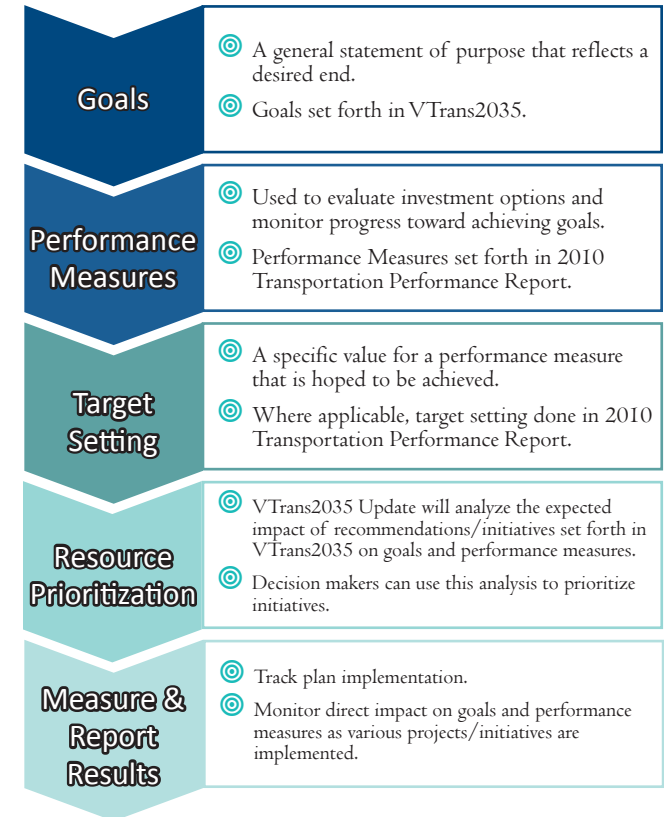 Goals
A general statement of purpose that reflects a
desired end.
Goals set forth in VTrans2035.
Performance
Measures
Used to evaluate investment options and
monitor progress toward achieving goals.
Performance Measures set forth in 2010
Transportation Performance Report.
Target
Setting
A specific value for a performance measure
that is hoped to be achieved.
Where applicable, target setting done in 2010
Transportation Performance Report.
Resource
Prioritization
VTrans2035 Update will analyze the expected
impact of recommendations/initiatives set forth in
VTrans2035 on goals and performance measures.
Decision makers can use this analysis to prioritize
initiatives.
Measure &
Report
Results
Track plan implementation.
Monitor direct impact on goals and performance
measures as various projects/initiatives are
implemented.